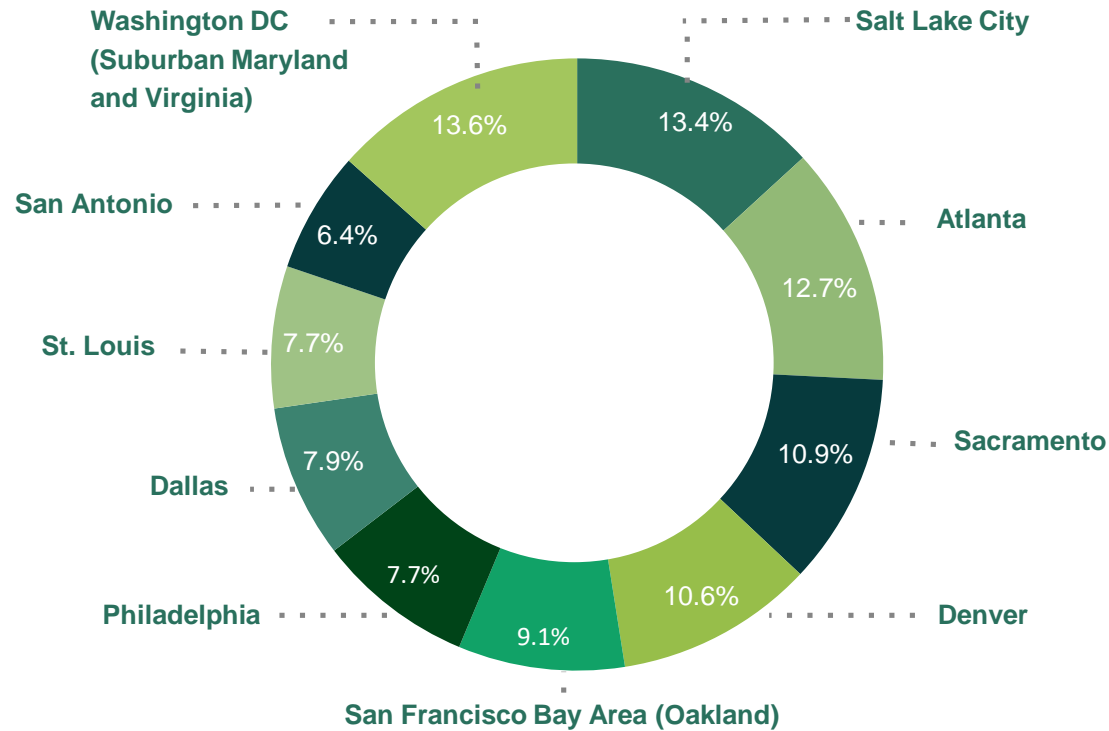 Washington DC
(Suburban Maryland
and Virginia)
Salt Lake City
13.6%
13.4%
San Antonio
6.4%
Atlanta
12.7%
St. Louis
7.7%
Sacramento
10.9%
Dallas
7.9%
Philadelphia
7.7%
Denver
10.6%
9.1%
San Francisco Bay Area (Oakland)